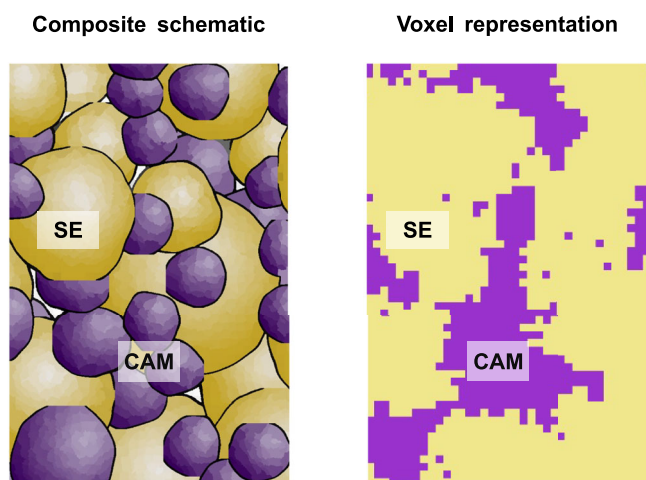 Composite schematic
Voxel representation
SE
SE
CAM
CAM